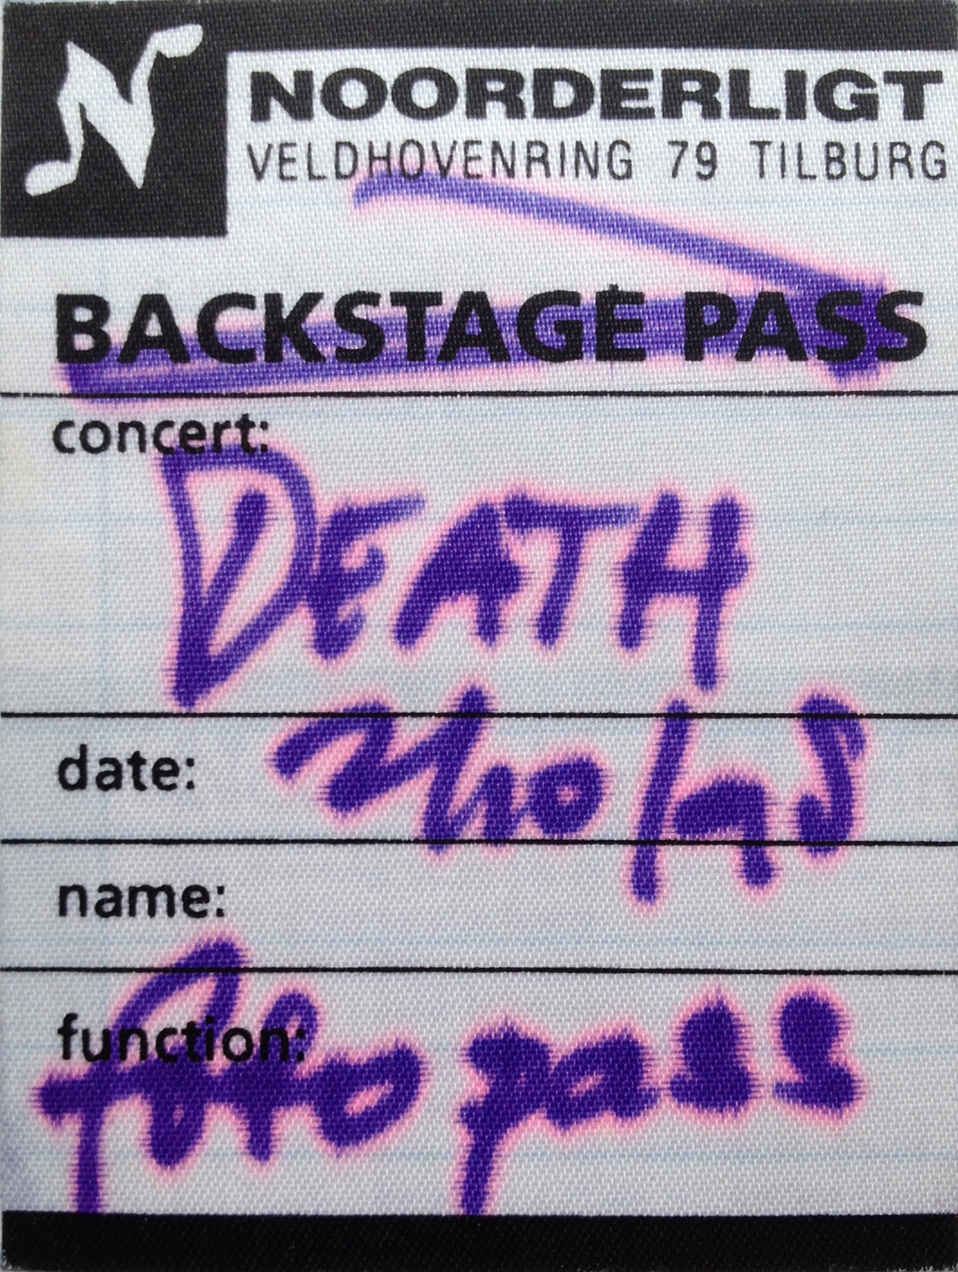 N
NOORDERLIGT
VELDHOVENRING 79 TILBURG
BACKSTAGE PASS
concert:
DEATH
date:
name:
function:
foto pass